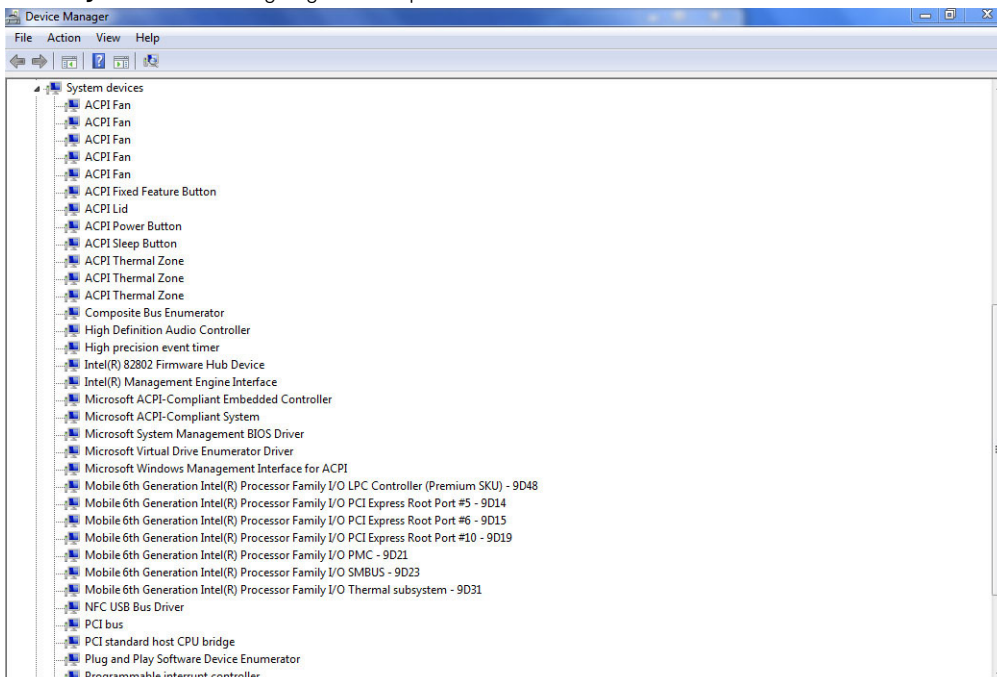 Device Manager
File Action View Help
System devices
ACPI Fan
ACPI Fan
ACPI Fan
ACPI Fan
ACPI Fan
ACPI Fixed Feature Button
ACPI Lid
ACPI Power Button
ACPI Sleep Button
ACPI Thermal Zone
ACPI Thermal Zone
ACPI Thermal Zone
Composite Bus Enumerator
High Definition Audio Controller
High precision event timer
Intel(R) 82802 Firmware Hub Device
Intel(R) Management Engine Interface
Microsoft ACPI-Compliant Embedded Controller
Microsoft ACPI-Compliant System
Microsoft System Management BIOS Driver
Microsoft Virtual Drive Enumerator Driver
Microsoft Windows Management Interface for ACPI
Mobile 6th Generation Intel(R) Processor Family I/O LPC Controller (Premium SKU) - 9D48
Mobile 6th Generation Intel(R) Processor Family I/O PCI Express Root Port #5 - 9D14
Mobile 6th Generation Intel(R) Processor Family I/O PCI Express Root Port #6 - 9D15
Mobile 6th Generation Intel(R) Processor Family I/O PCI Express Root Port #10 - 9D19
Mobile 6th Generation Intel(R) Processor Family I/O PMC - 9D21
Mobile 6th Generation Intel(R) Processor Family I/O SMBUS - 9D23
Mobile 6th Generation Intel(R) Processor Family I/O Thermal subsystem - 9D31
NFC USB Bus Driver
PCI bus
PCI standard host CPU bridge
Plug and Play Software Device Enumerator
Programmable interrupt controller